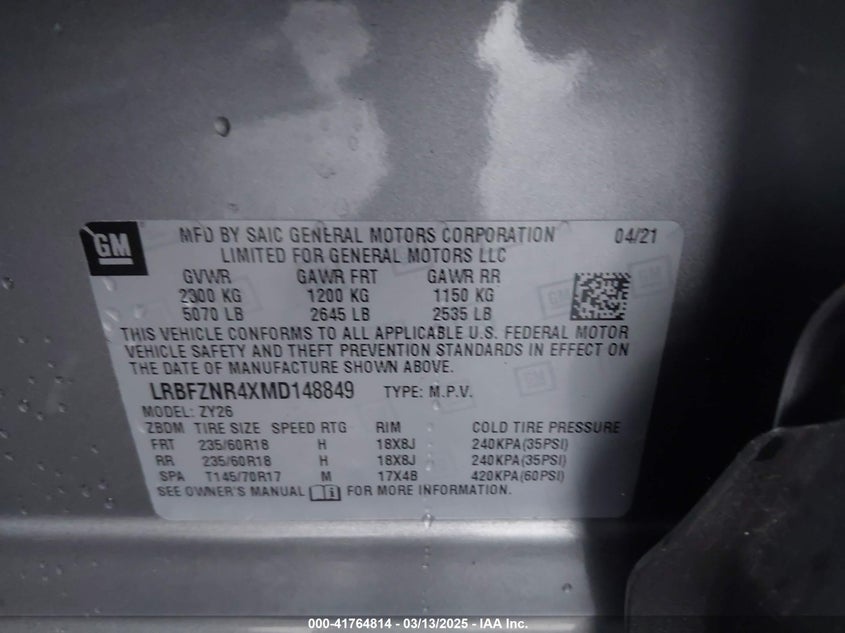 GM
MFD BY SAIC GENERAL MOTORS CORPORATION 04/21
LIMITED FOR GENERAL MOTORS LLC
GVWR GAWR FRT GAWR RR
2300 KG 1200 KG 1150 KG
5070 LB 2645 LB 2535 LB
THIS VEHICLE CONFORMS TO ALL APPLICABLE U.S. FEDERAL MOTOR
VEHICLE SAFETY AND THEFT PREVENTION STANDARDS IN EFFECT ON
THE DATE OF MANUFACTURE SHOWN ABOVE.
LRBFZNR4XMD148849 TYPE: M.P.V.
MODEL: ZY26
ZBDM TIRE SIZE SPEED RTG RIM COLD TIRE PRESSURE
FRT 235/60R18 H 18X8J 240KPA(35PSI)
RR 235/60R18 H 18X8J 240KPA(35PSI)
SPA T145/70R17 M 17X4B 420KPA(60PSI)
SEE OWNER'S MANUAL FOR MORE INFORMATION.
000-41764814 - 03/13/2025 - IAA Inc.